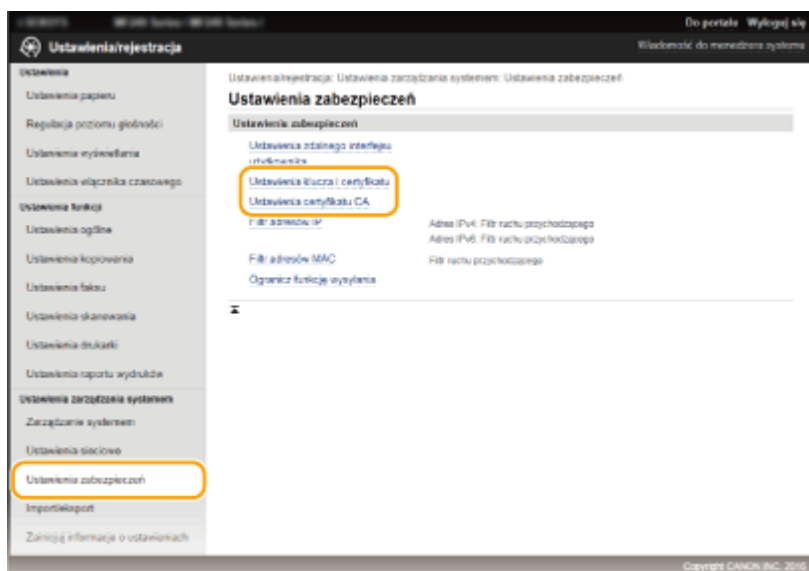 Do portalu Wyloguj się
Ustawienia/rejestracja
Wiadomość do menedżera systemu
Ustawienia
Ustawienia papieru
Regulacja poziomu głośności
Ustawienia wyświetlania
Ustawienia włącznika czasowego
Ustawienia funkcji
Ustawienia ogólne
Ustawienia kopiowania
Ustawienia faksu
Ustawienia skanowania
Ustawienia drukarki
Ustawienia raportu wydruków
Ustawienia zarządzania systemem
Zarządzanie systemem
Ustawienia sieciowe
Ustawienia zabezpieczeń
Import/eksport
Zainicjuj informacje o ustawieniach
Ustawienia/rejestracja: Ustawienia zarządzania systemem: Ustawienia zabezpieczeń
Ustawienia zabezpieczeń
Ustawienia zabezpieczeń
Ustawienia zdalnego interfejsu
użytkownika
Ustawienia klucza i certyfikatu
Ustawienia certyfikatu CA
Filtr adresów IP
Adres IPv4: Filtr ruchu przychodzącego
Adres IPv6: Filtr ruchu przychodzącego
Filtr adresów MAC
Filtr ruchu przychodzącego
Ogranicz funkcję wysyłania
Copyright CANON INC. 2016